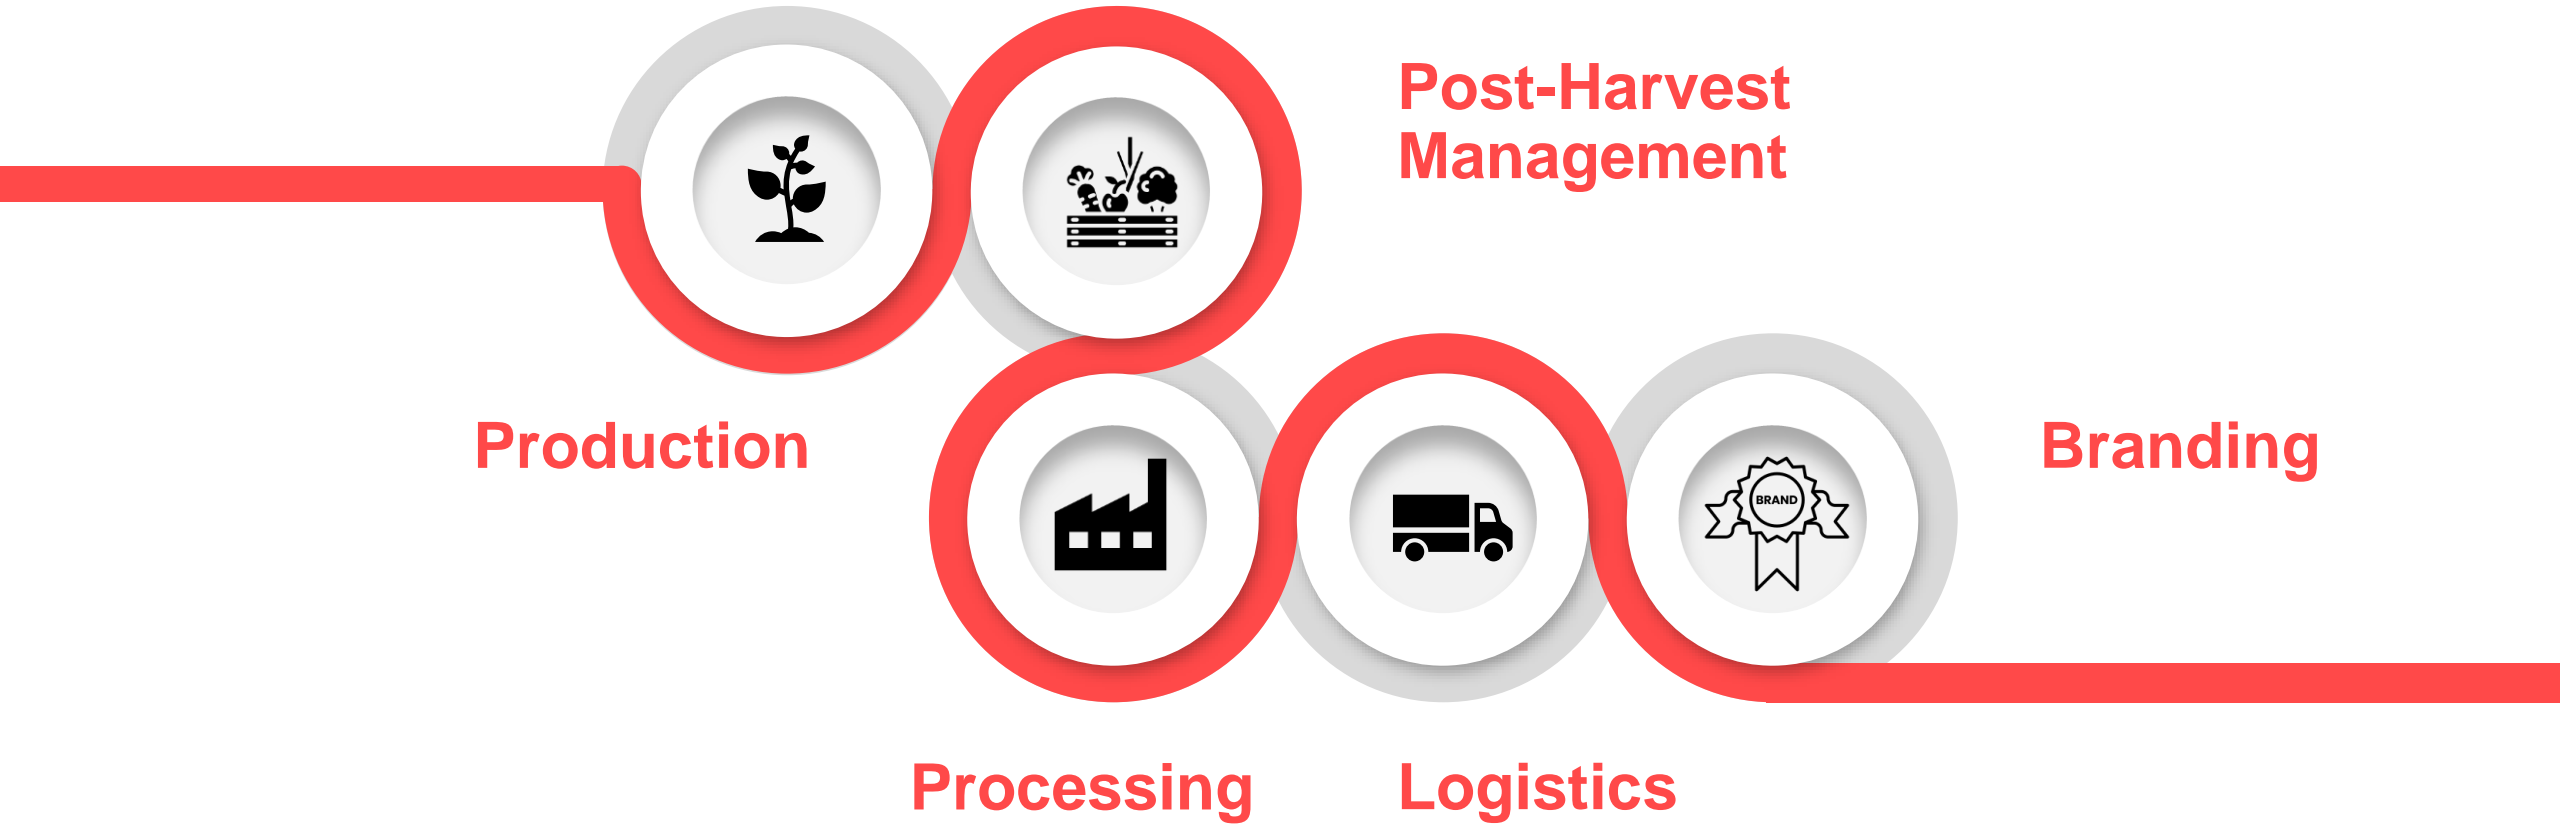 Post-Harvest
Management
Production
Branding
BRAND
Processing
Logistics